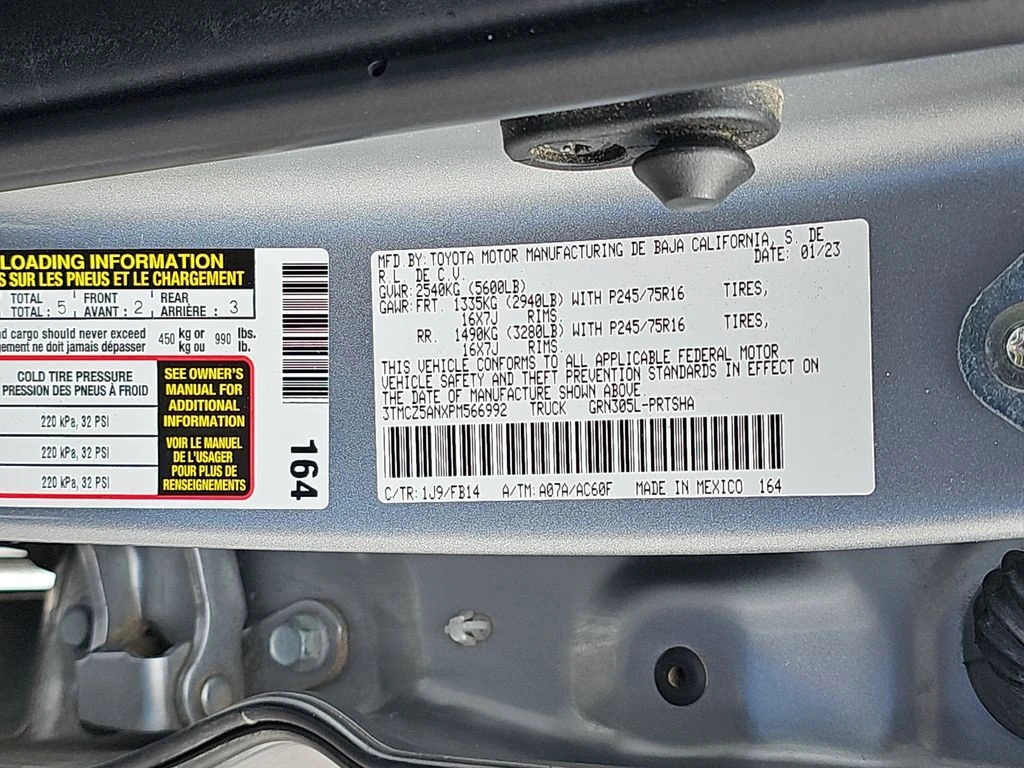 LOADING INFORMATION
S SUR LES PNEUS ET LE CHARGEMENT
TOTAL
TOTAL : 5
FRONT
AVANT : 2
REAR
ARRIÈRE : 3
nd cargo should never exceed
gement ne doit jamais dépasser
450 kg or
kg ou
990 lbs.
lb.
COLD TIRE PRESSURE
PRESSION DES PNEUS À FROID
220 kPa, 32 PSI
220 kPa, 32 PSI
220 kPa, 32 PSI
SEE OWNER'S
MANUAL FOR
ADDITIONAL
INFORMATION
VOIR LE MANUEL
DE L'USAGER
POUR PLUS DE
RENSEIGNEMENTS
164
MFD BY: TOYOTA MOTOR MANUFACTURING DE BAJA CALIFORNIA, S. DE
R.L. DE C.V. DATE: 01/23
GVWR: 2540KG (5600LB)
GAWR: FRT. 1335KG (2940LB) WITH P245/75R16 TIRES,
16X7J RIMS.
RR. 1490KG (3280LB) WITH P245/75R16 TIRES,
16X7J RIMS.
THIS VEHICLE CONFORMS TO ALL APPLICABLE FEDERAL MOTOR
VEHICLE SAFETY AND THEFT PREVENTION STANDARDS IN EFFECT ON
THE DATE OF MANUFACTURE SHOWN ABOVE.
3TMCZ5ANXPM566992 TRUCK GRN305L-PRTSHA
C/TR: 1J9/FB14 A/TM: A07A/AC60F MADE IN MEXICO 164